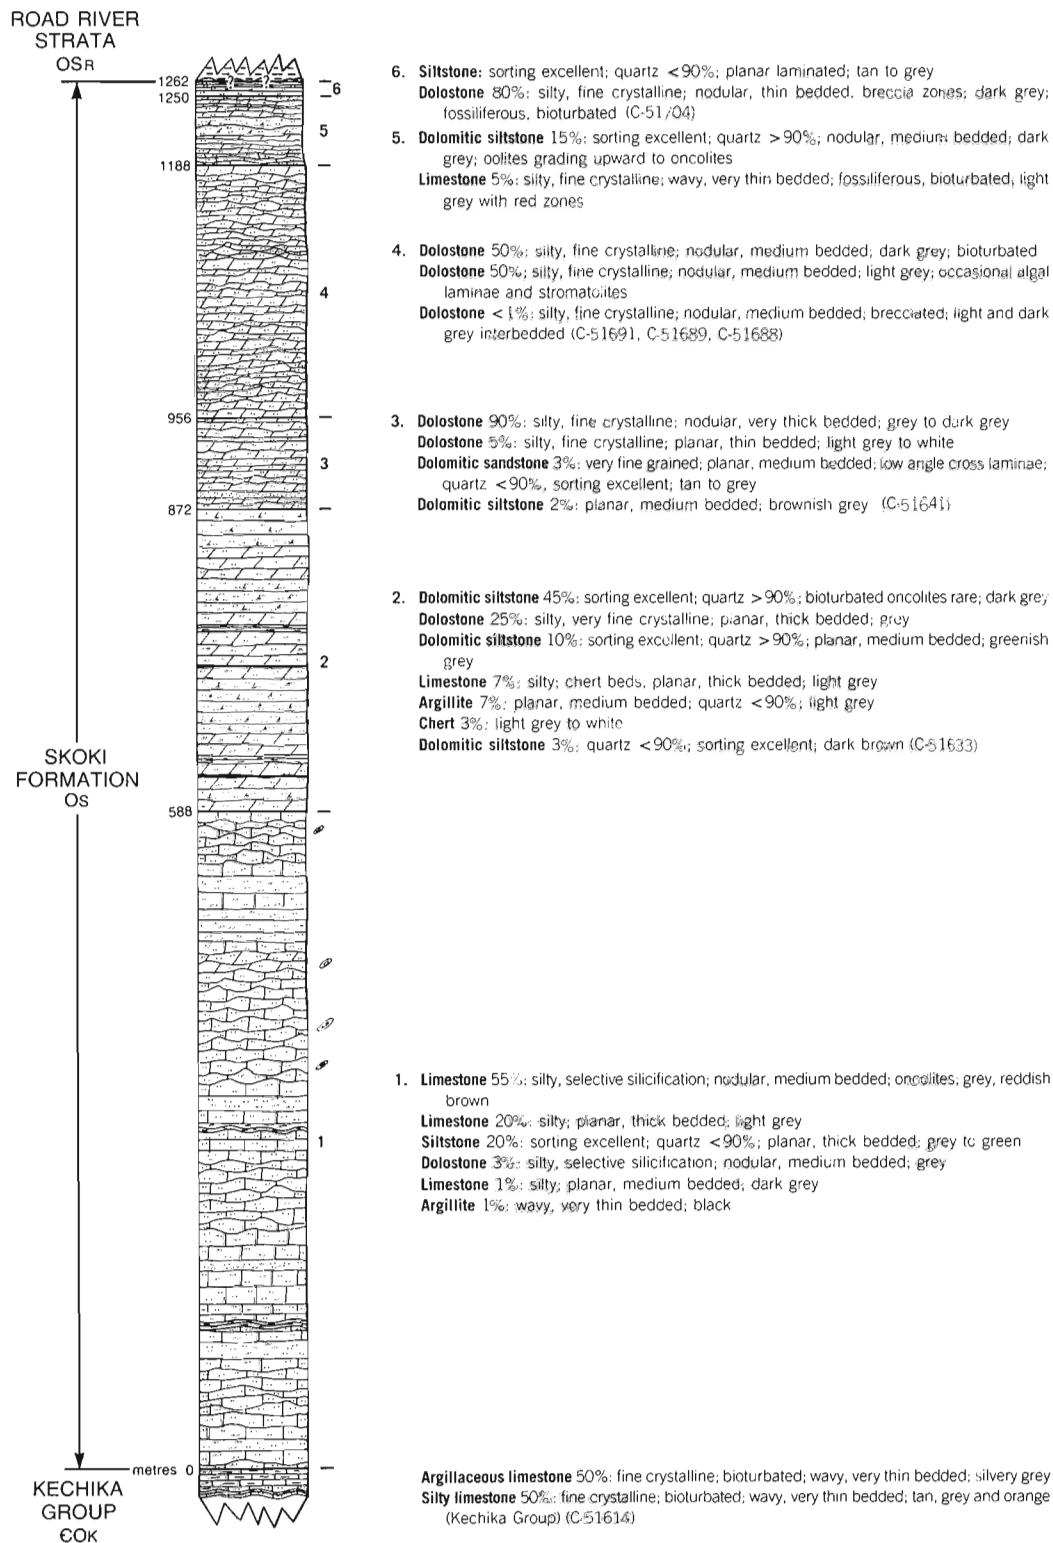 ROAD RIVER
STRATA
OSR
1262
1250
1188
956
872
588
metres 0
? ?
6
5
4
3
2
1
SKOKI
FORMATION
Os
KECHIKA
GROUP
ЄOK
6. Siltstone: sorting excellent; quartz <90%; planar laminated; tan to grey
Dolostone 80%: silty, fine crystalline; nodular, thin bedded, breccia zones; dark grey;
fossiliferous, bioturbated
5. Dolomitic siltstone 15%: sorting excellent; quartz >90%; nodular, medium bedded; dark
grey; oolites grading upward to oncolites
Limestone 5%: silty, fine crystalline; wavy, very thin bedded; fossiliferous, bioturbated; light
grey with red zones
4. Dolostone 50%: silty, fine crystalline; nodular, medium bedded; dark grey; bioturbated
Dolostone 50%; silty, fine crystalline; nodular, medium bedded; light grey; occasional algal
laminae and stromatolites
Dolostone <1%: silty, fine crystalline; nodular, medium bedded; brecciated; light and dark
grey interbedded (C-51691, C-51689, C-51688)
3. Dolostone 90%: silty, fine crystalline; nodular, very thick bedded; grey to dark grey
Dolostone 5%: silty, fine crystalline; planar, thin bedded; light grey to white
Dolomitic sandstone 3%: very fine grained; planar, medium bedded; low angle cross laminae;
quartz <90%, sorting excellent; tan to grey
Dolomitic siltstone 2%: planar, medium bedded; brownish grey (C-51641)
2. Dolomitic siltstone 45%: sorting excellent; quartz >90%; bioturbated oncolites rare; dark grey
Dolostone 25%: silty, very fine crystalline; planar, thick bedded; grey
Dolomitic siltstone 10%: sorting excellent; quartz >90%; planar, medium bedded; greenish
grey
Limestone 7%: silty; chert beds, planar, thick bedded; light grey
Argillite 7%: planar, medium bedded; quartz <90%; light grey
Chert 3%: light grey to white
Dolomitic siltstone 3%: quartz <90%; sorting excellent; dark brown (C-51633)
1. Limestone 55%: silty, selective silicification; nodular, medium bedded; oncolites; grey, reddish
brown
Limestone 20%: silty; planar, thick bedded; light grey
Siltstone 20%: sorting excellent; quartz <90%; planar, thick bedded; grey to green
Dolostone 3%: silty, selective silicification; nodular, medium bedded; grey
Limestone 1%: silty; planar, medium bedded; dark grey
Argillite 1%: wavy, very thin bedded; black
Argillaceous limestone 50%: fine crystalline; bioturbated; wavy, very thin bedded; silvery grey
Silty limestone 50%: fine crystalline; bioturbated; wavy, very thin bedded; tan, grey and orange
(Kechika Group) (C-51614)